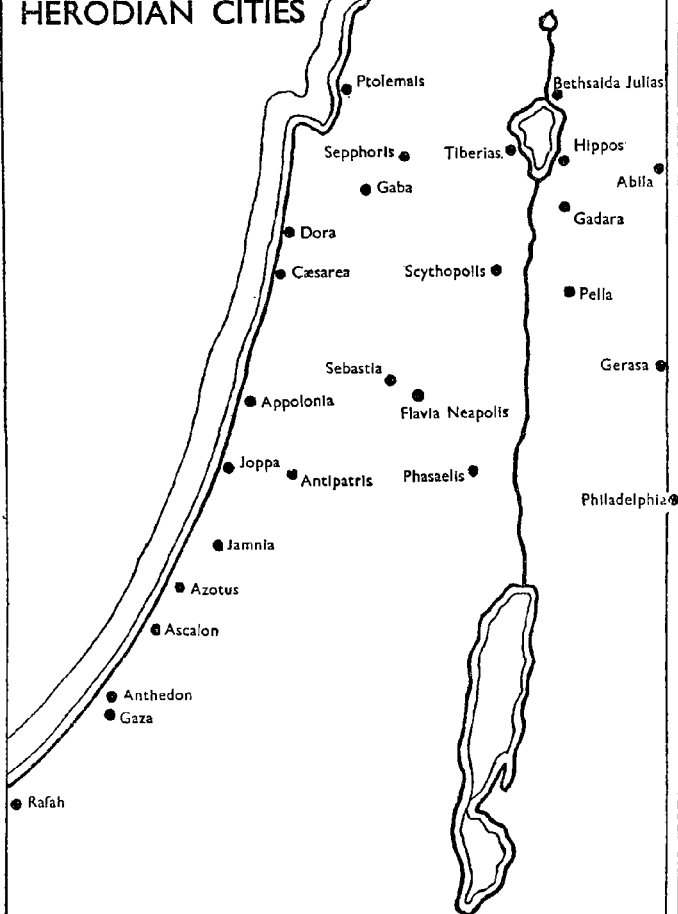 HERODIAN CITIES
Ptolemais
Bethsaida Julias
Sepphoris
Tiberias.
Hippos
Abila
Gaba
Gadara
Dora
Cæsarea
Scythopolis
Pella
Sebastia
Gerasa
Appolonia
Flavia Neapolis
Joppa
Antipatris
Phasaelis
Philadelphia
Jamnia
Azotus
Ascalon
Anthedon
Gaza
Rafah